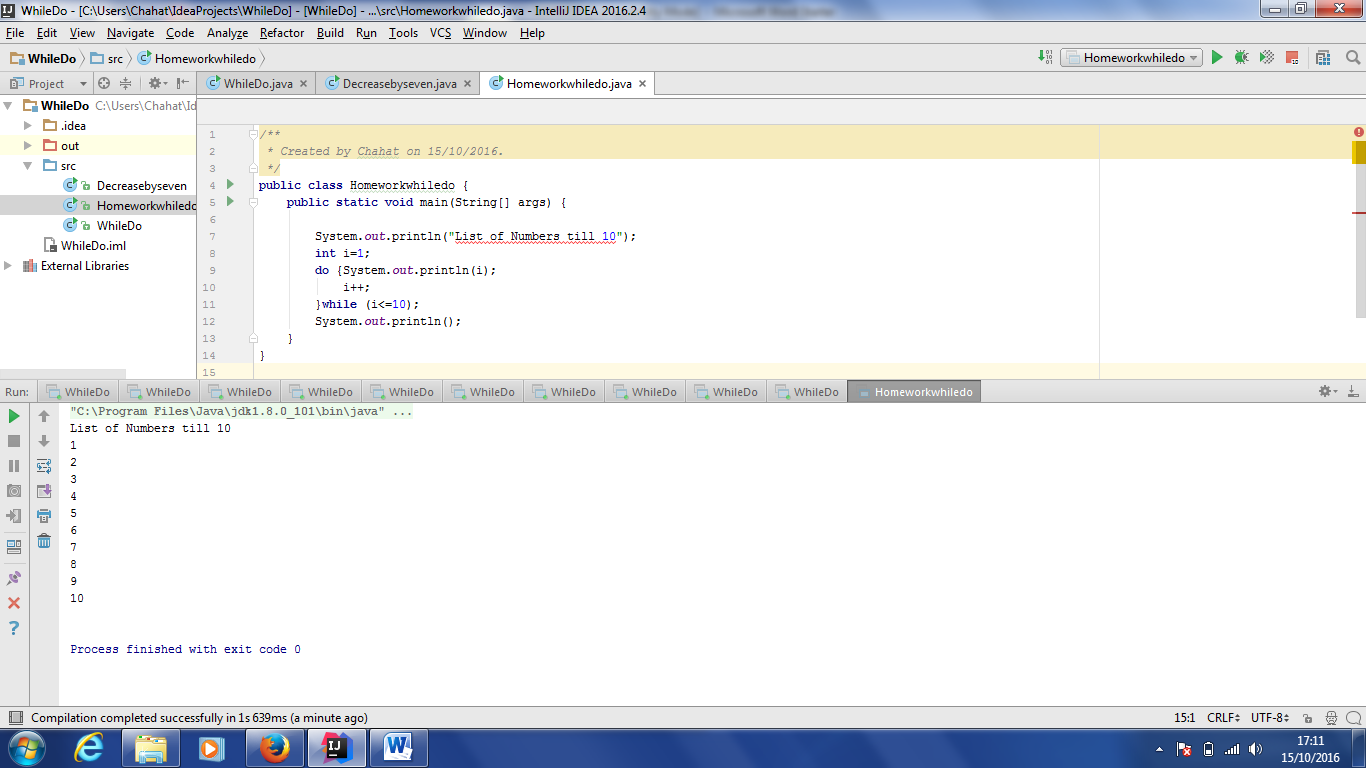 WhileDo - [C:\Users\Chahat\IdeaProjects\WhileDo] - [WhileDo] - ...\src\Homeworkwhiledo.java - IntelliJ IDEA 2016.2.4
File Edit View Navigate Code Analyze Refactor Build Run Tools VCS Window Help
WhileDo src Homeworkwhiledo
Homeworkwhiledo
Project WhileDo.java Decreasebyseven.java Homeworkwhiledo.java
WhileDo C:\Users\Chahat\Id
.idea
out
src
Decreasebyseven
Homeworkwhiledo
WhileDo
WhileDo.iml
External Libraries
1 /**
2 * Created by Chahat on 15/10/2016.
3 */
4 public class Homeworkwhiledo {
5 public static void main(String[] args) {
6
7 System.out.println("List of Numbers till 10");
8 int i=1;
9 do {System.out.println(i);
10 i++;
11 }while (i<=10);
12 System.out.println();
13 }
14 }
15
Run: WhileDo WhileDo WhileDo WhileDo WhileDo WhileDo WhileDo WhileDo WhileDo WhileDo Homeworkwhiledo
"C:\Program Files\Java\jdk1.8.0_101\bin\java" ...
List of Numbers till 10
1
2
3
4
5
6
7
8
9
10
Process finished with exit code 0
Compilation completed successfully in 1s 639ms (a minute ago) 15:1 CRLF UTF-8
17:11
15/10/2016